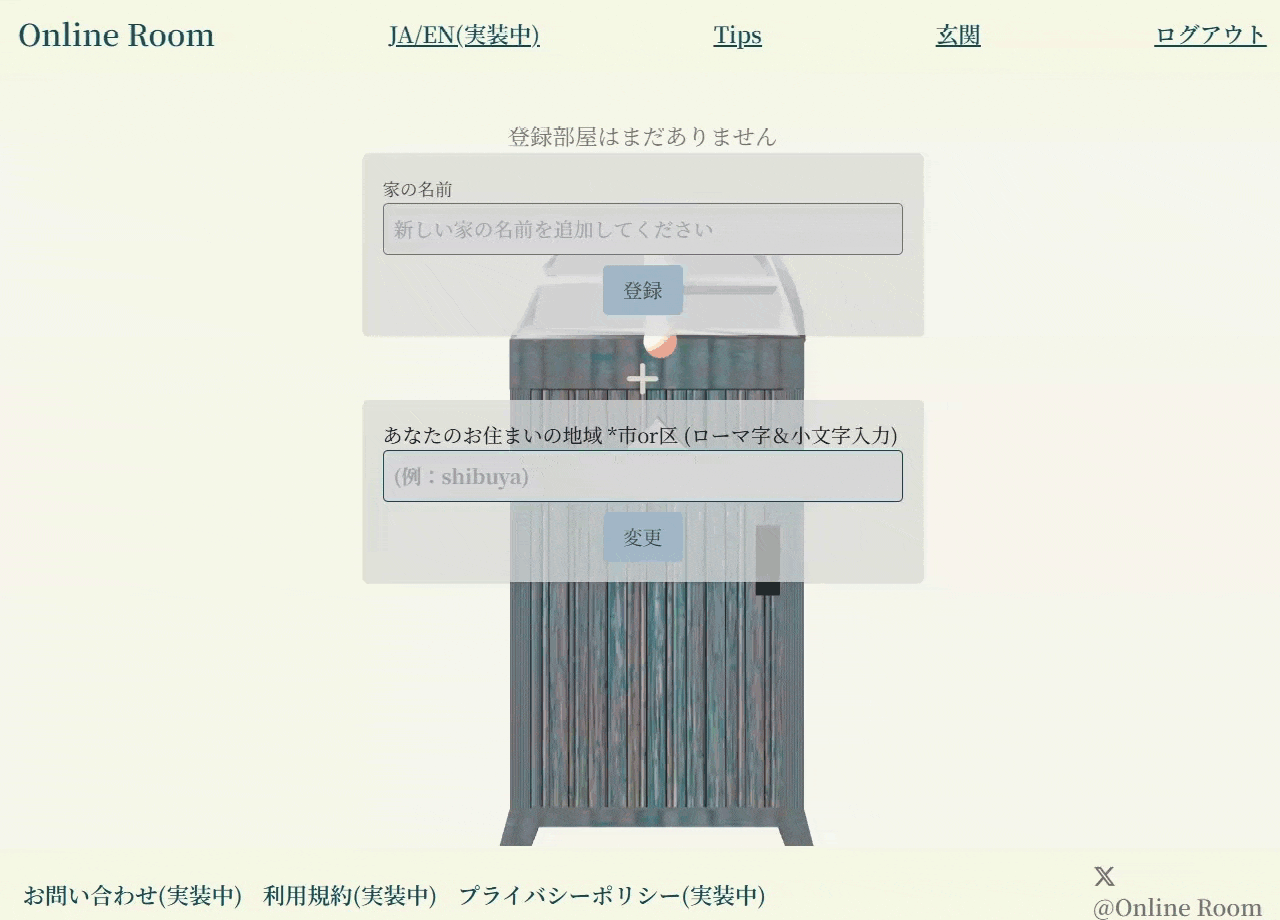 Online Room
JA/EN(実装中)
Tips
玄関
ログアウト
登録部屋はまだありません
家の名前
新しい家の名前を追加してください
登録
あなたのお住まいの地域 *市or区 (ローマ字＆小文字入力)
(例：shibuya)
変更
お問い合わせ(実装中)
利用規約(実装中)
プライバシーポリシー(実装中)
@Online Room